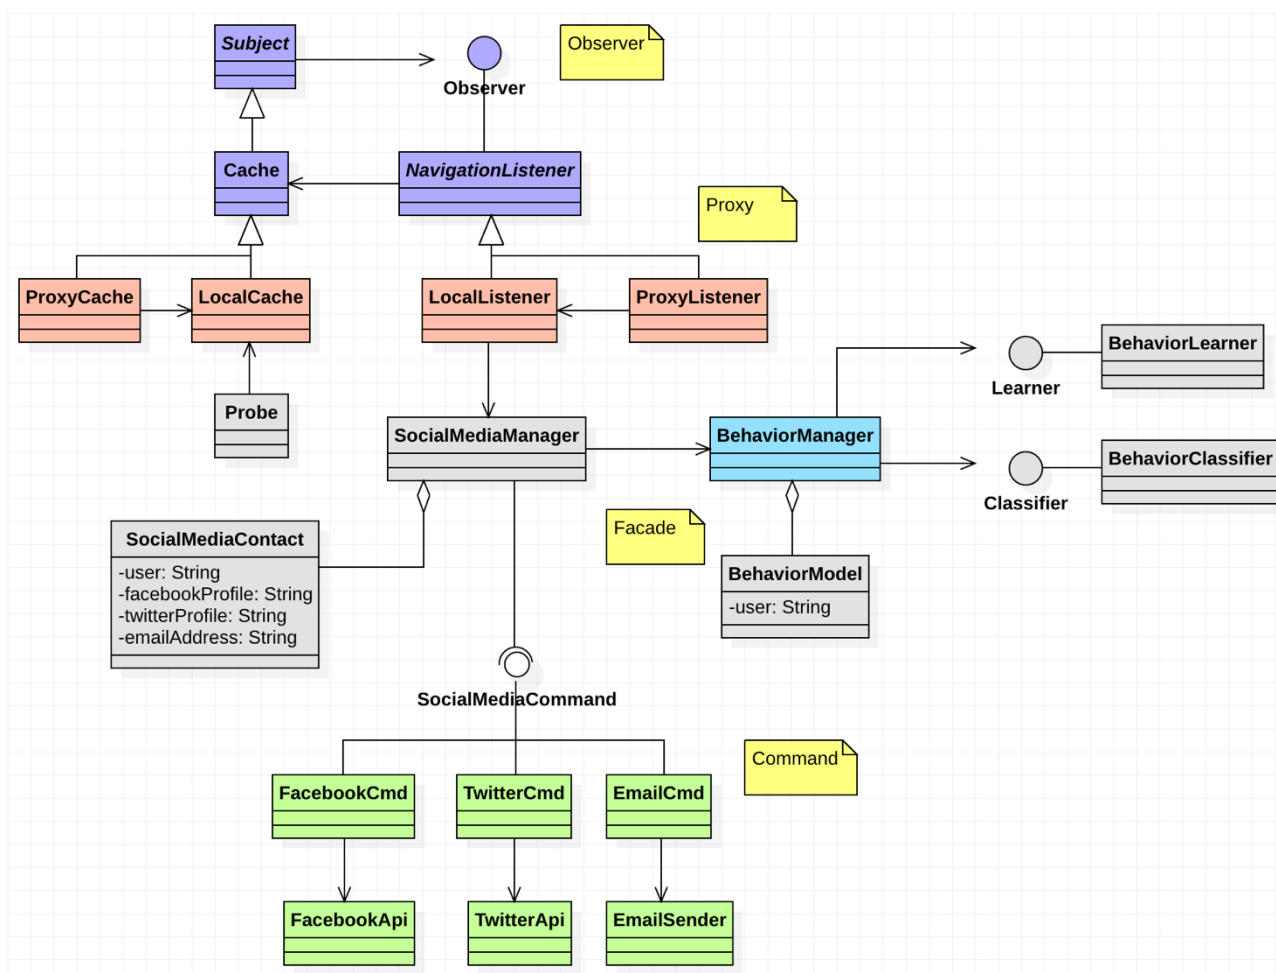 Subject
Observer
Observer
Cache
NavigationListener
Proxy
ProxyCache
LocalCache
LocalListener
ProxyListener
BehaviorLearner
Learner
Probe
SocialMediaManager
BehaviorManager
BehaviorClassifier
Classifier
SocialMediaContact
-user: String
-facebookProfile: String
-twitterProfile: String
-emailAddress: String
Facade
BehaviorModel
-user: String
SocialMediaCommand
Command
FacebookCmd
TwitterCmd
EmailCmd
FacebookApi
TwitterApi
EmailSender